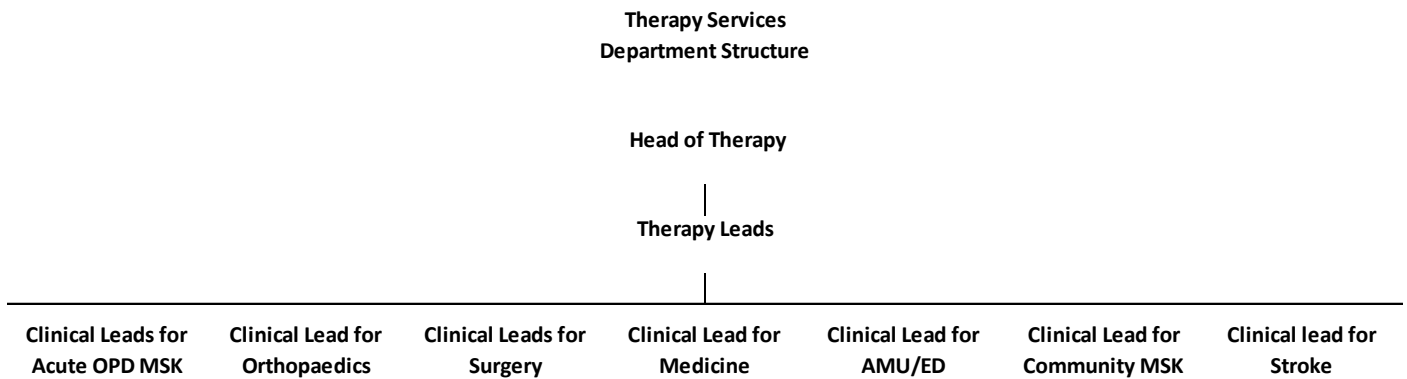 Therapy Services
Department Structure
Head of Therapy
Therapy Leads
Clinical Leads for
Acute OPD MSK
Clinical Lead for
Orthopaedics
Clinical Leads for
Surgery
Clinical Lead for
Medicine
Clinical Lead for
AMU/ED
Clinical Lead for
Community MSK
Clinical lead for
Stroke